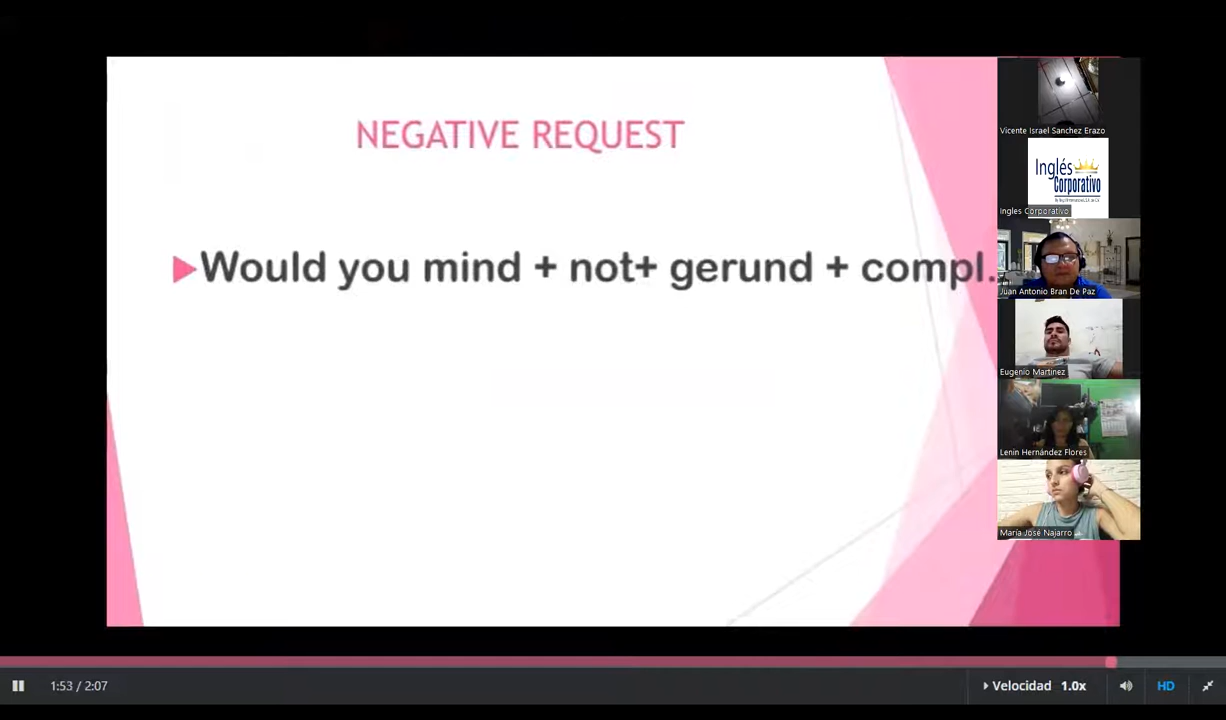 NEGATIVE REQUEST
Would you mind + not+ gerund + compl.
Vicente Israel Sanchez Erazo
Inglés
Corporativo
Ingles Corporativo
Juan Antonio Bran De Paz
Eugenio Martinez
Lenin Hernández Flores
María José Najarro
1:53 / 2:07
Velocidad 1.0x
HD